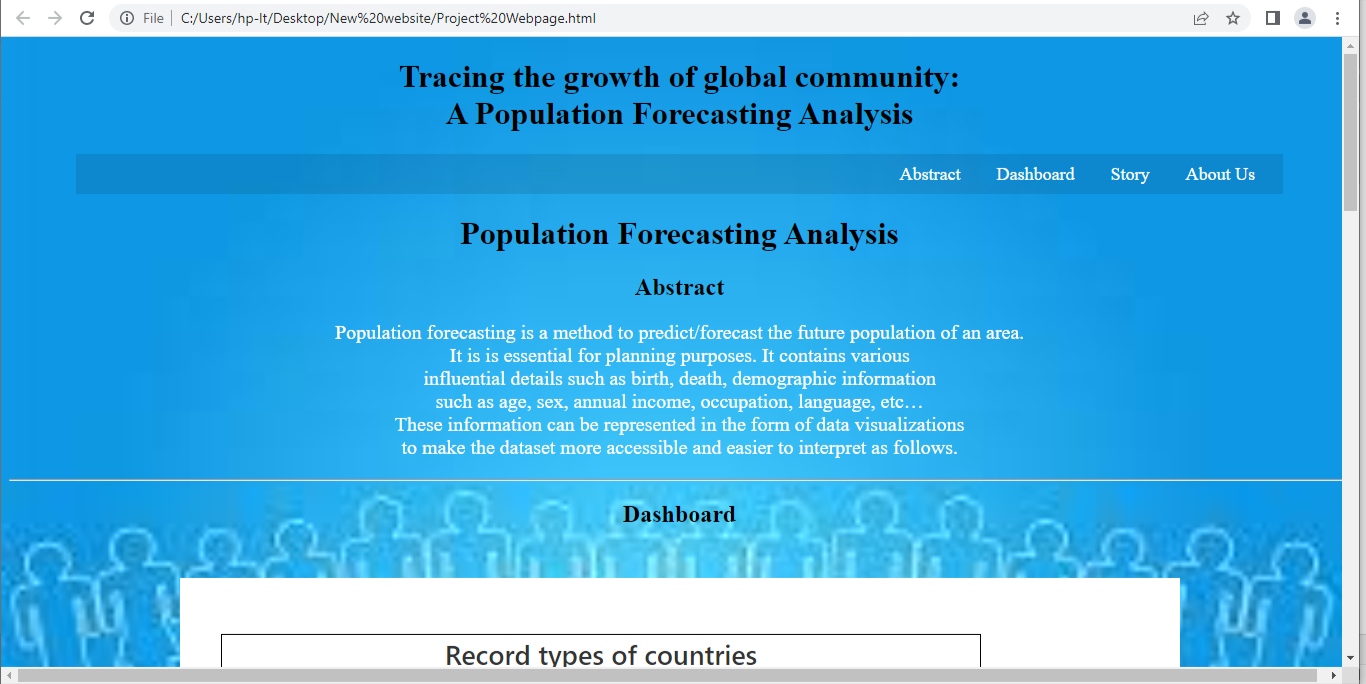 File
C:/Users/hp-lt/Desktop/New%20website/Project%20Webpage.html
Tracing the growth of global community:
A Population Forecasting Analysis
Abstract Dashboard Story About Us
Population Forecasting Analysis
Abstract
Population forecasting is a method to predict/forecast the future population of an area.
It is is essential for planning purposes. It contains various
influential details such as birth, death, demographic information
such as age, sex, annual income, occupation, language, etc…
These information can be represented in the form of data visualizations
to make the dataset more accessible and easier to interpret as follows.
Dashboard
Record types of countries